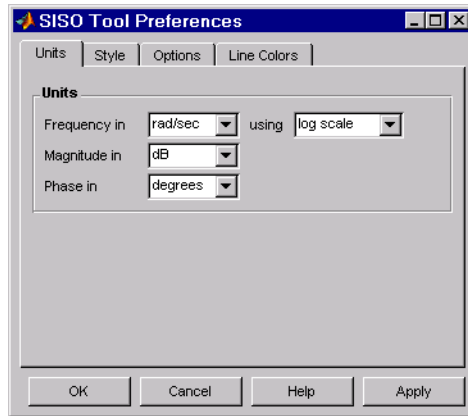 SISO Tool Preferences
Units Style Options Line Colors
Units
Frequency in rad/sec using log scale
Magnitude in dB
Phase in degrees
OK Cancel Help Apply